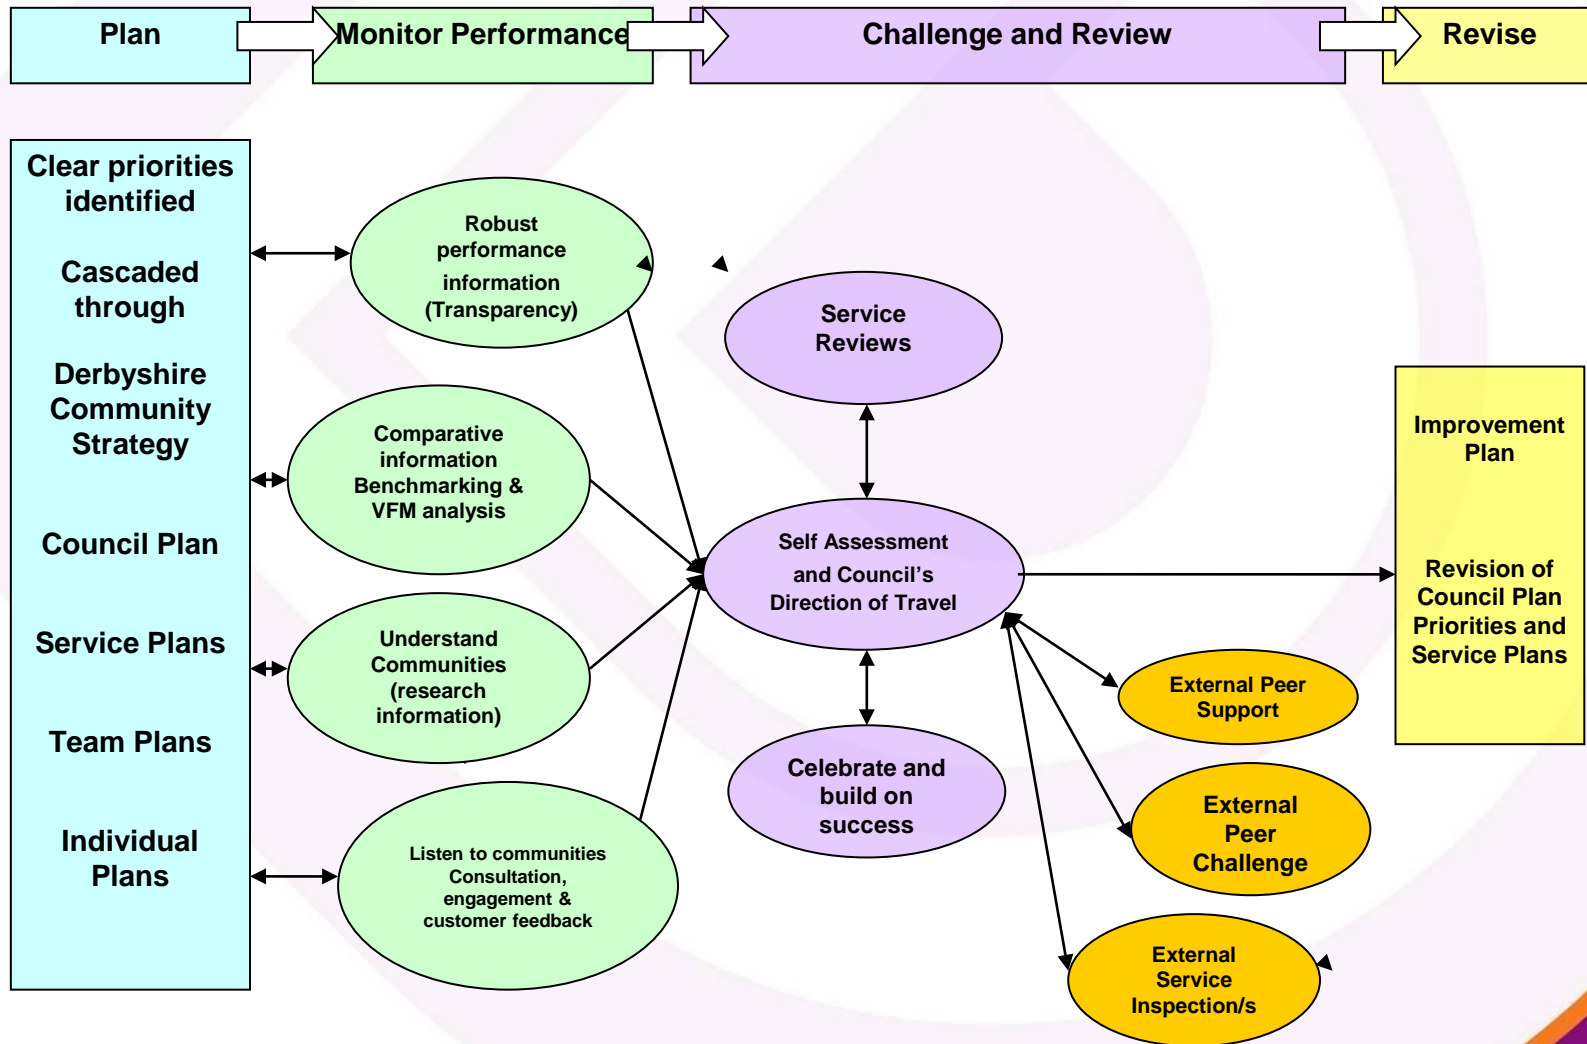 Plan
Monitor Performance
Challenge and Review
Revise
Clear priorities
identified
Cascaded
through
Derbyshire
Community
Strategy
Council Plan
Service Plans
Team Plans
Individual
Plans
Robust
performance
information
(Transparency)
Comparative
information
Benchmarking &
VFM analysis
Understand
Communities
(research
information)
Listen to communities
Consultation,
engagement &
customer feedback
Service
Reviews
Self Assessment
and Council’s
Direction of Travel
Celebrate and
build on
success
External Peer
Support
External
Peer
Challenge
External
Service
Inspection/s
Improvement
Plan
Revision of
Council Plan
Priorities and
Service Plans